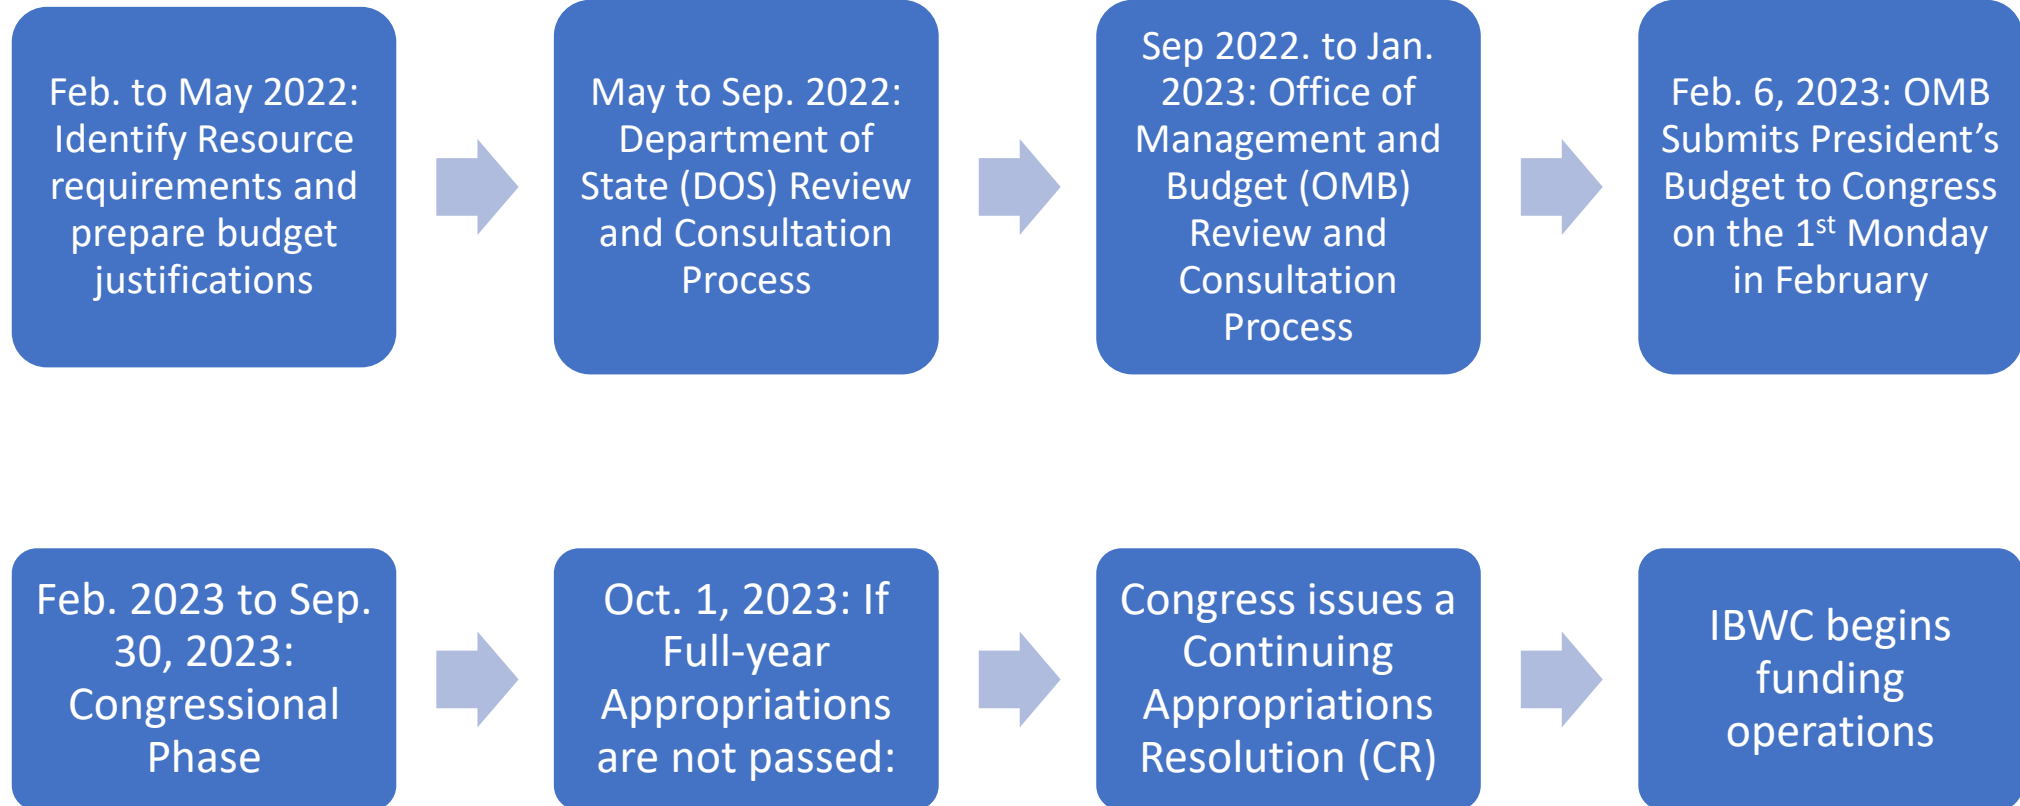 Feb. to May 2022:
Identify Resource
requirements and
prepare budget
justifications
May to Sep. 2022:
Department of
State (DOS) Review
and Consultation
Process
Sep 2022. to Jan.
2023: Office of
Management and
Budget (OMB)
Review and
Consultation
Process
Feb. 6, 2023: OMB
Submits President’s
Budget to Congress
on the 1st Monday
in February
Feb. 2023 to Sep.
30, 2023:
Congressional
Phase
Oct. 1, 2023: If
Full-year
Appropriations
are not passed:
Congress issues a
Continuing
Appropriations
Resolution (CR)
IBWC begins
funding
operations